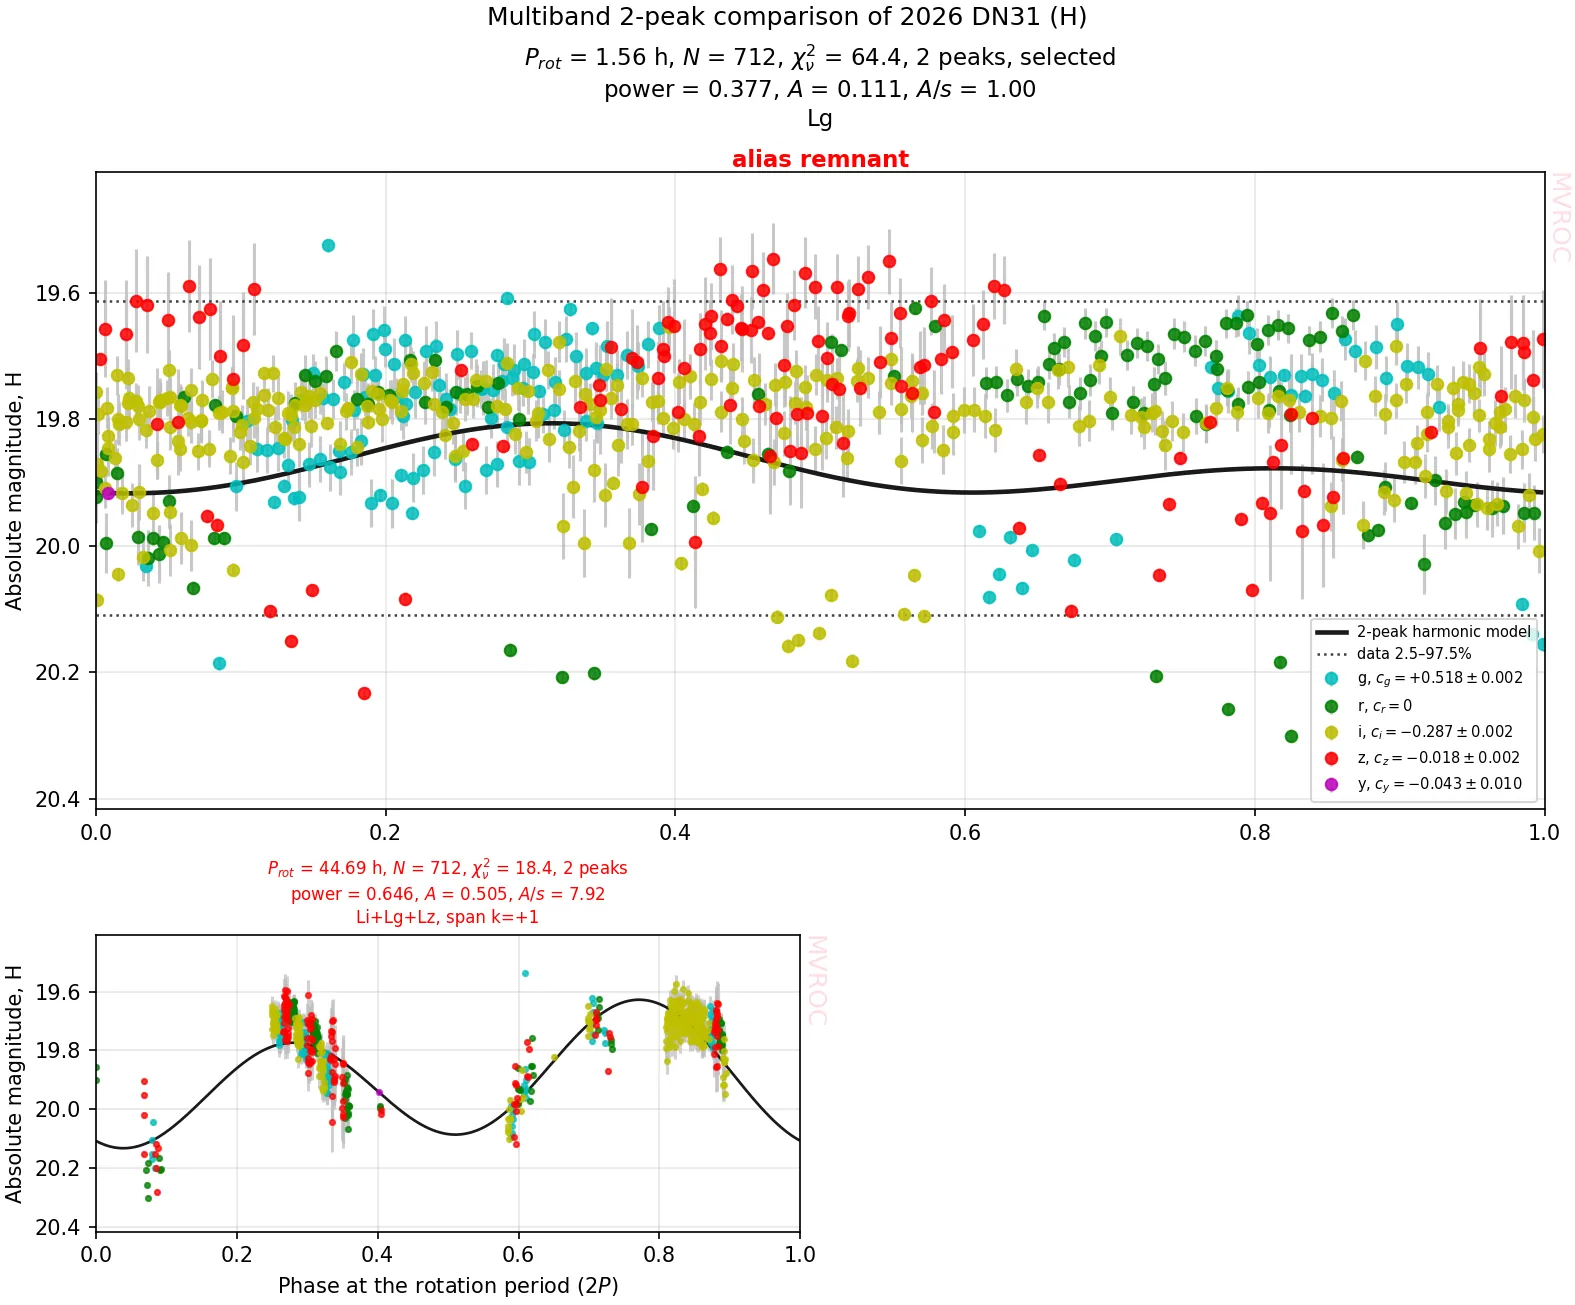 Multiband 2-peak comparison of 2026 DN31 (H)
P_rot = 1.56 h, N = 712, χ²_ν = 64.4, 2 peaks, selected
power = 0.377, A = 0.111, A/s = 1.00
Lg
alias remnant
MVROC
Absolute magnitude, H
19.6
19.8
20.0
20.2
20.4
0.0 0.2 0.4 0.6 0.8 1.0
2-peak harmonic model
data 2.5–97.5%
g, c_g = +0.518 ± 0.002
r, c_r = 0
i, c_i = −0.287 ± 0.002
z, c_z = −0.018 ± 0.002
y, c_y = −0.043 ± 0.010
P_rot = 44.69 h, N = 712, χ²_ν = 18.4, 2 peaks
power = 0.646, A = 0.505, A/s = 7.92
Li+Lg+Lz, span k=+1
MVROC
Absolute magnitude, H
19.6
19.8
20.0
20.2
20.4
0.0 0.2 0.4 0.6 0.8 1.0
Phase at the rotation period (2P)